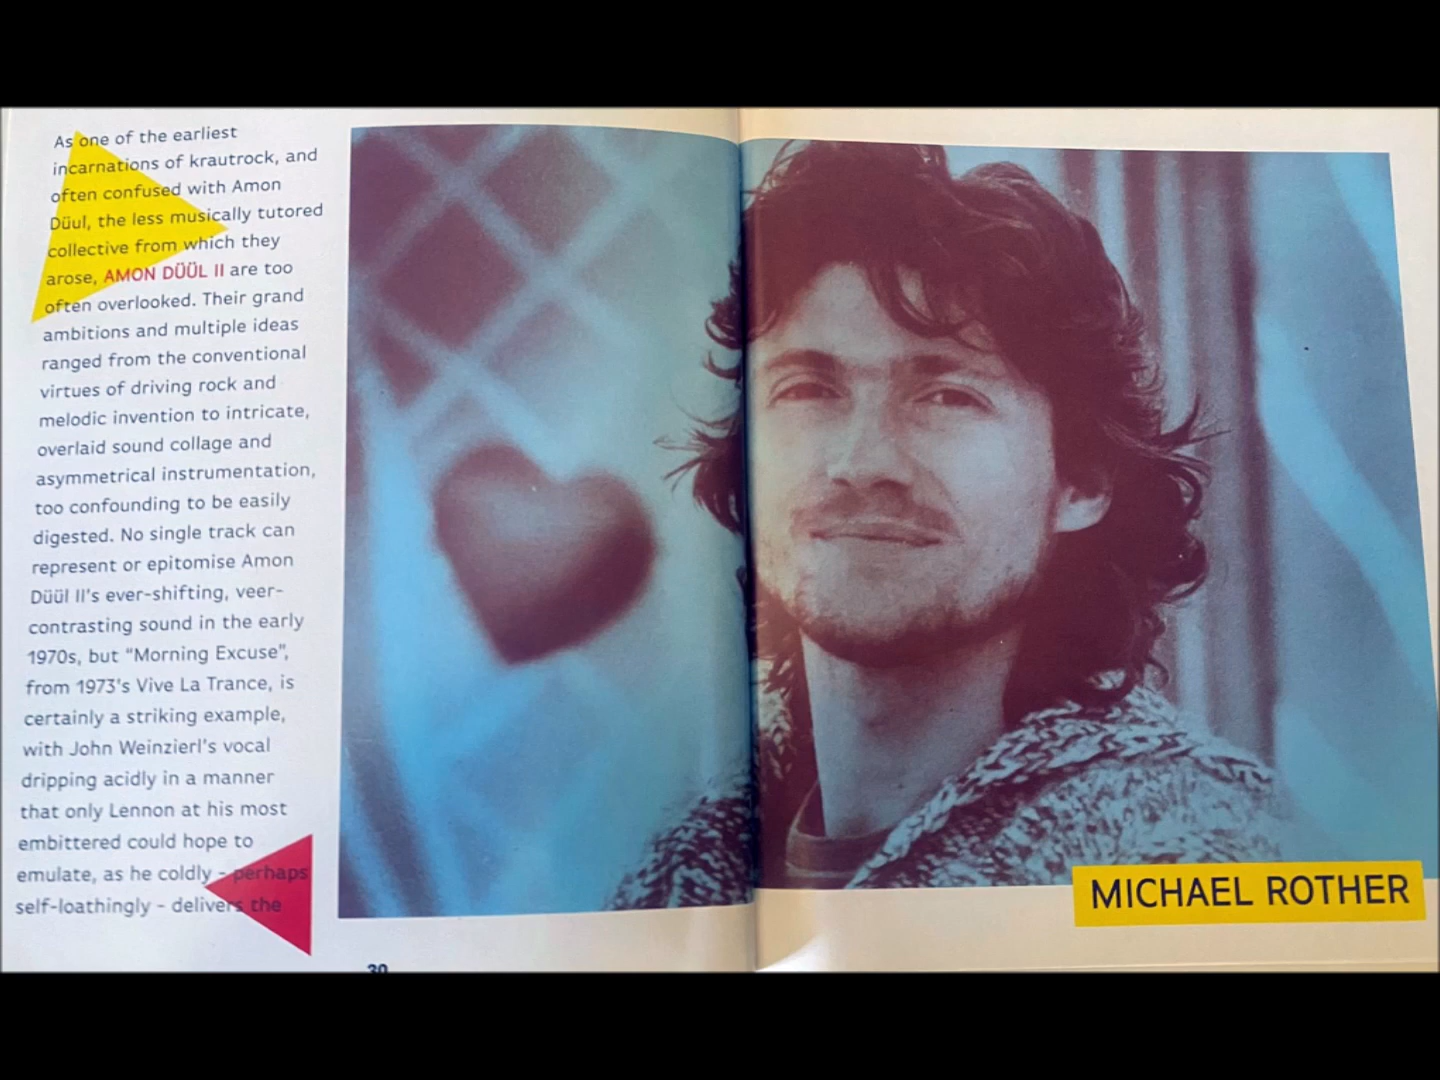 As one of the earliest
incarnations of krautrock, and
often confused with Amon
Düul, the less musically tutored
collective from which they
arose, AMON DÜÜL II are too
often overlooked. Their grand
ambitions and multiple ideas
ranged from the conventional
virtues of driving rock and
melodic invention to intricate,
overlaid sound collage and
asymmetrical instrumentation,
too confounding to be easily
digested. No single track can
represent or epitomise Amon
Düül II's ever-shifting, veer-
contrasting sound in the early
1970s, but “Morning Excuse”,
from 1973's Vive La Trance, is
certainly a striking example,
with John Weinzierl's vocal
dripping acidly in a manner
that only Lennon at his most
embittered could hope to
emulate, as he coldly - perhaps
self-loathingly - delivers the
30
MICHAEL ROTHER